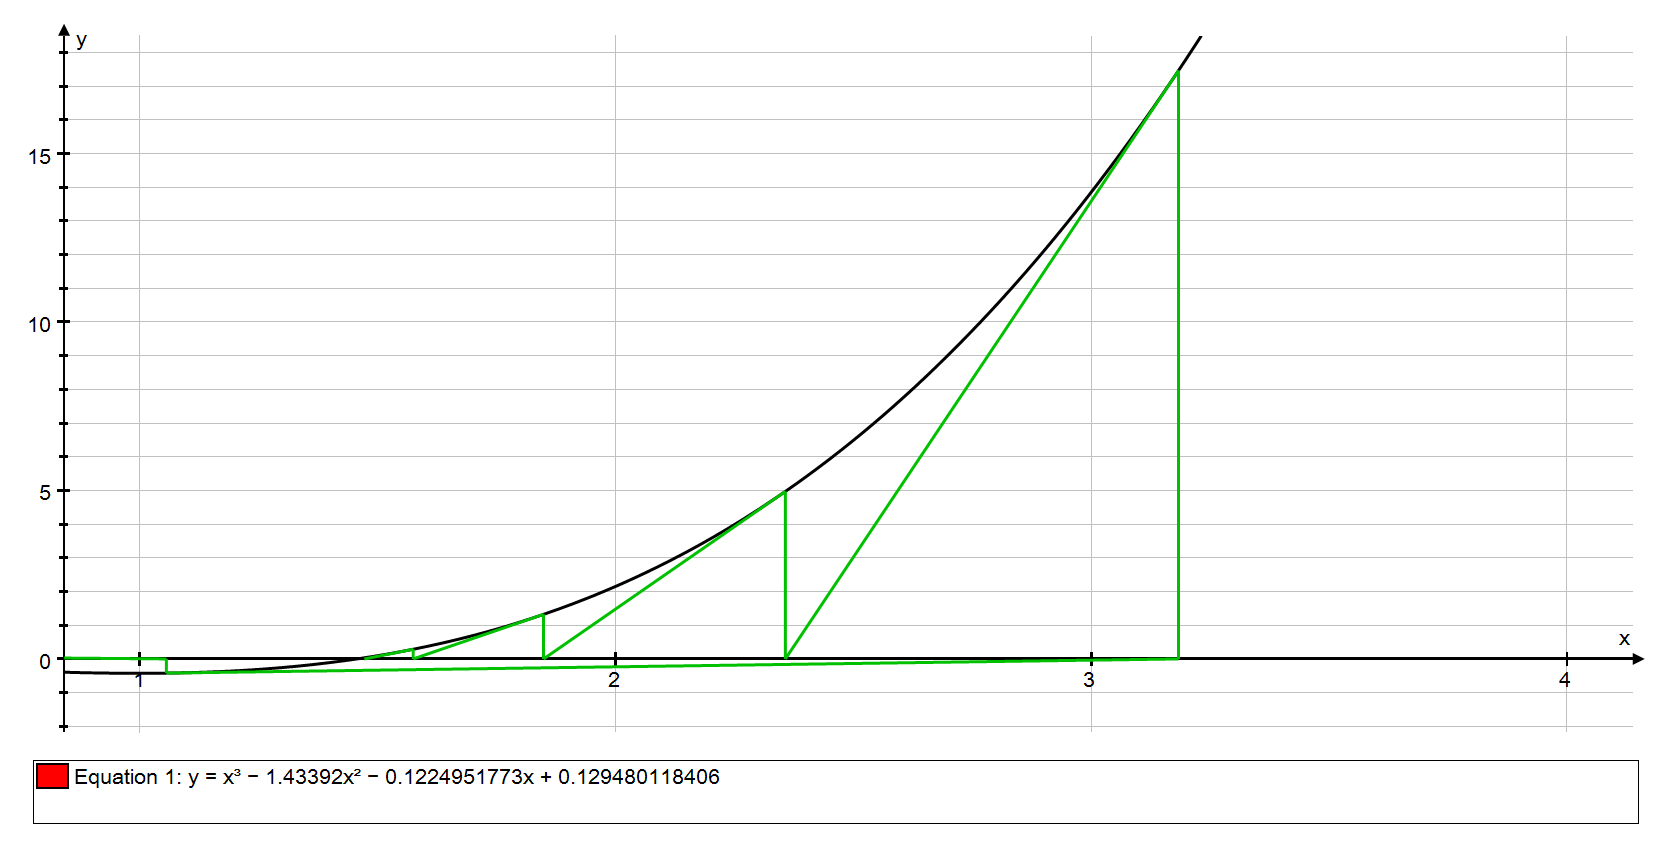 y
15
10
5
0
x
1 2 3 4
Equation 1: y = x³ − 1.43392x² − 0.1224951773x + 0.129480118406